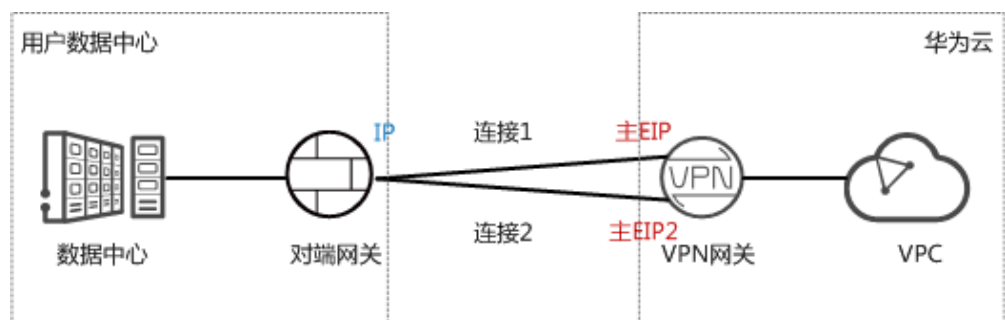 用户数据中心
华为云
IP
连接1
主EIP
VPN
连接2
主EIP2
数据中心
对端网关
VPN网关
VPC